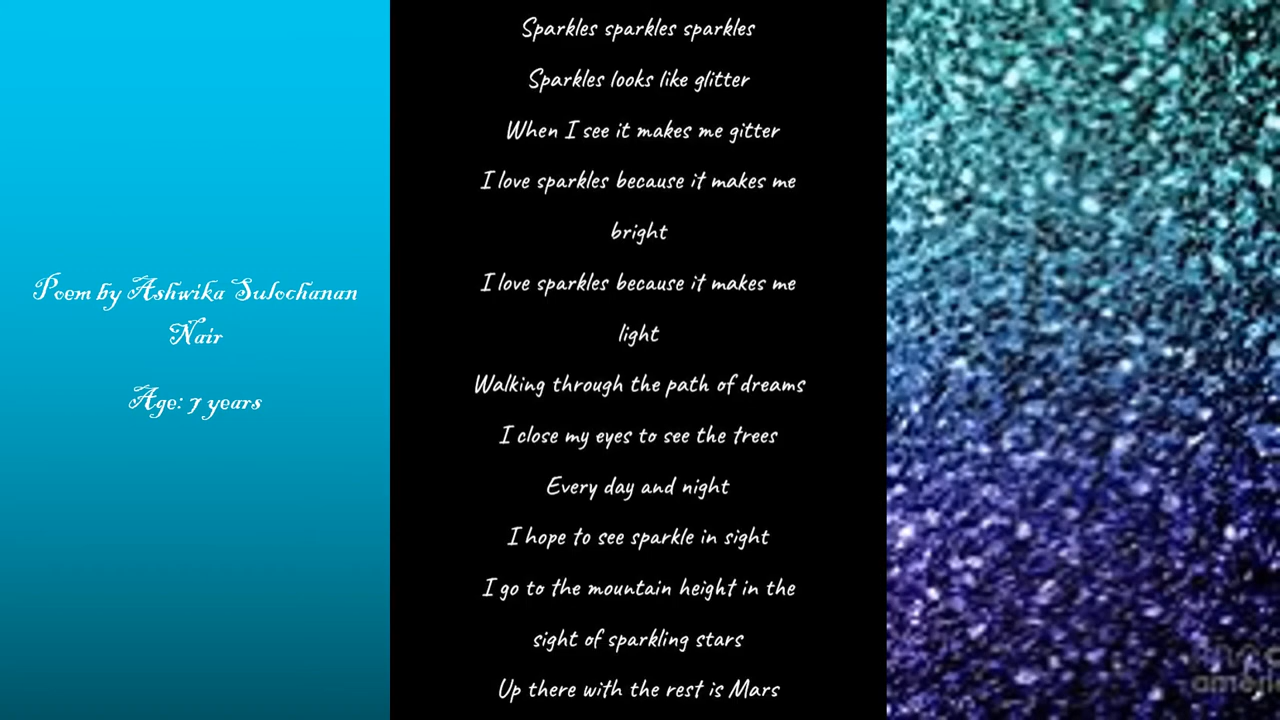 Poem by Ashwika Sulochanan
Nair
Age: 7 years
Sparkles sparkles sparkles
Sparkles looks like glitter
When I see it makes me gitter
I love sparkles because it makes me
bright
I love sparkles because it makes me
light
Walking through the path of dreams
I close my eyes to see the trees
Every day and night
I hope to see sparkle in sight
I go to the mountain height in the
sight of sparkling stars
Up there with the rest is Mars